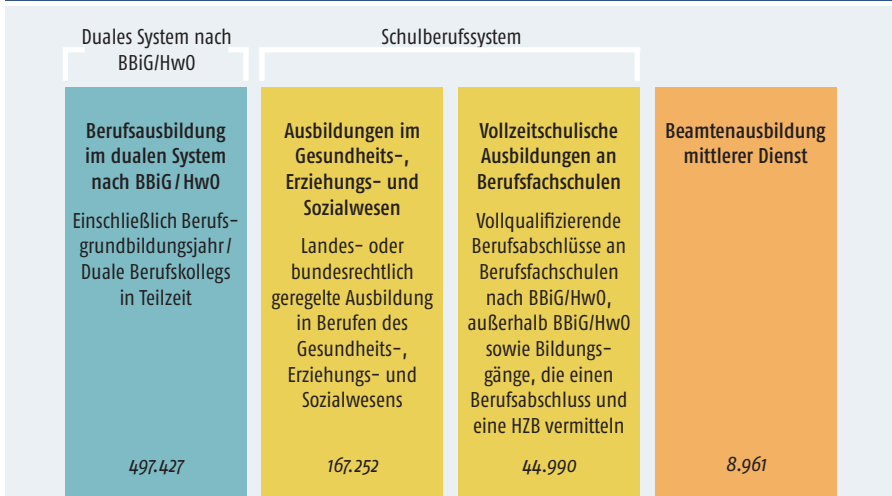 Duales System nach
BBiG/HwO
Schulberufssystem
Berufsausbildung
im dualen System
nach BBiG/HwO
Einschließlich Berufs-
grundbildungsjahr/
Duale Berufskollegs
in Teilzeit
497.427
Ausbildungen im
Gesundheits-,
Erziehungs- und
Sozialwesen
Landes- oder
bundesrechtlich
geregelte Ausbildung
in Berufen des
Gesundheits-,
Erziehungs- und
Sozialwesens
167.252
Vollzeitschulische
Ausbildungen an
Berufsfachschulen
Vollqualifizierende
Berufsabschlüsse an
Berufsfachschulen
nach BBiG/HwO,
außerhalb BBiG/HwO
sowie Bildungs-
gänge, die einen
Berufsabschluss und
eine HZB vermitteln
44.990
Beamtenausbildung
mittlerer Dienst
8.961